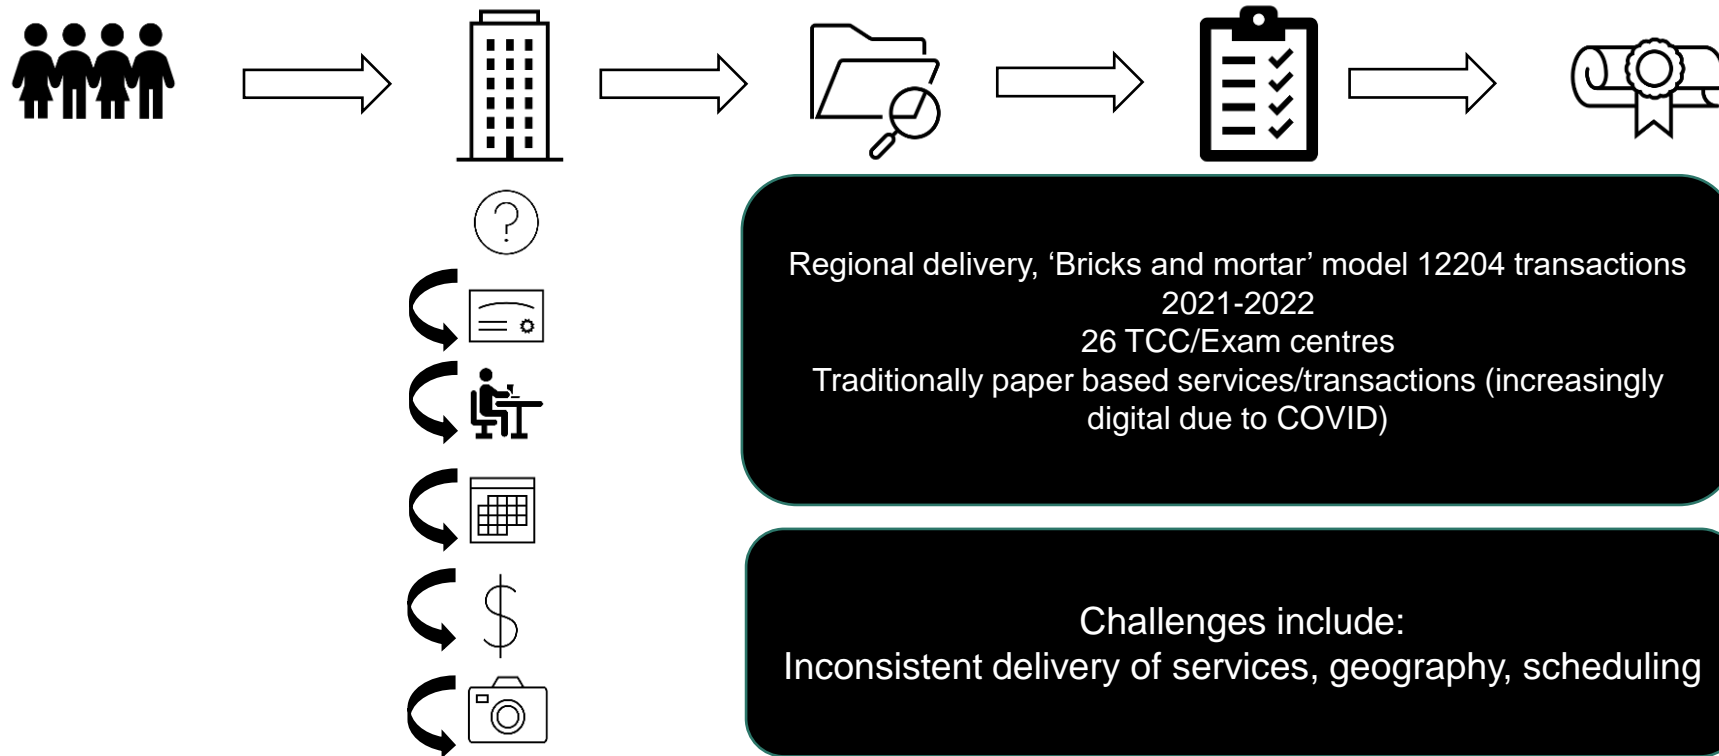 Regional delivery, ‘Bricks and mortar’ model 12204 transactions
2021-2022
26 TCC/Exam centres
Traditionally paper based services/transactions (increasingly
digital due to COVID)
Challenges include:
Inconsistent delivery of services, geography, scheduling